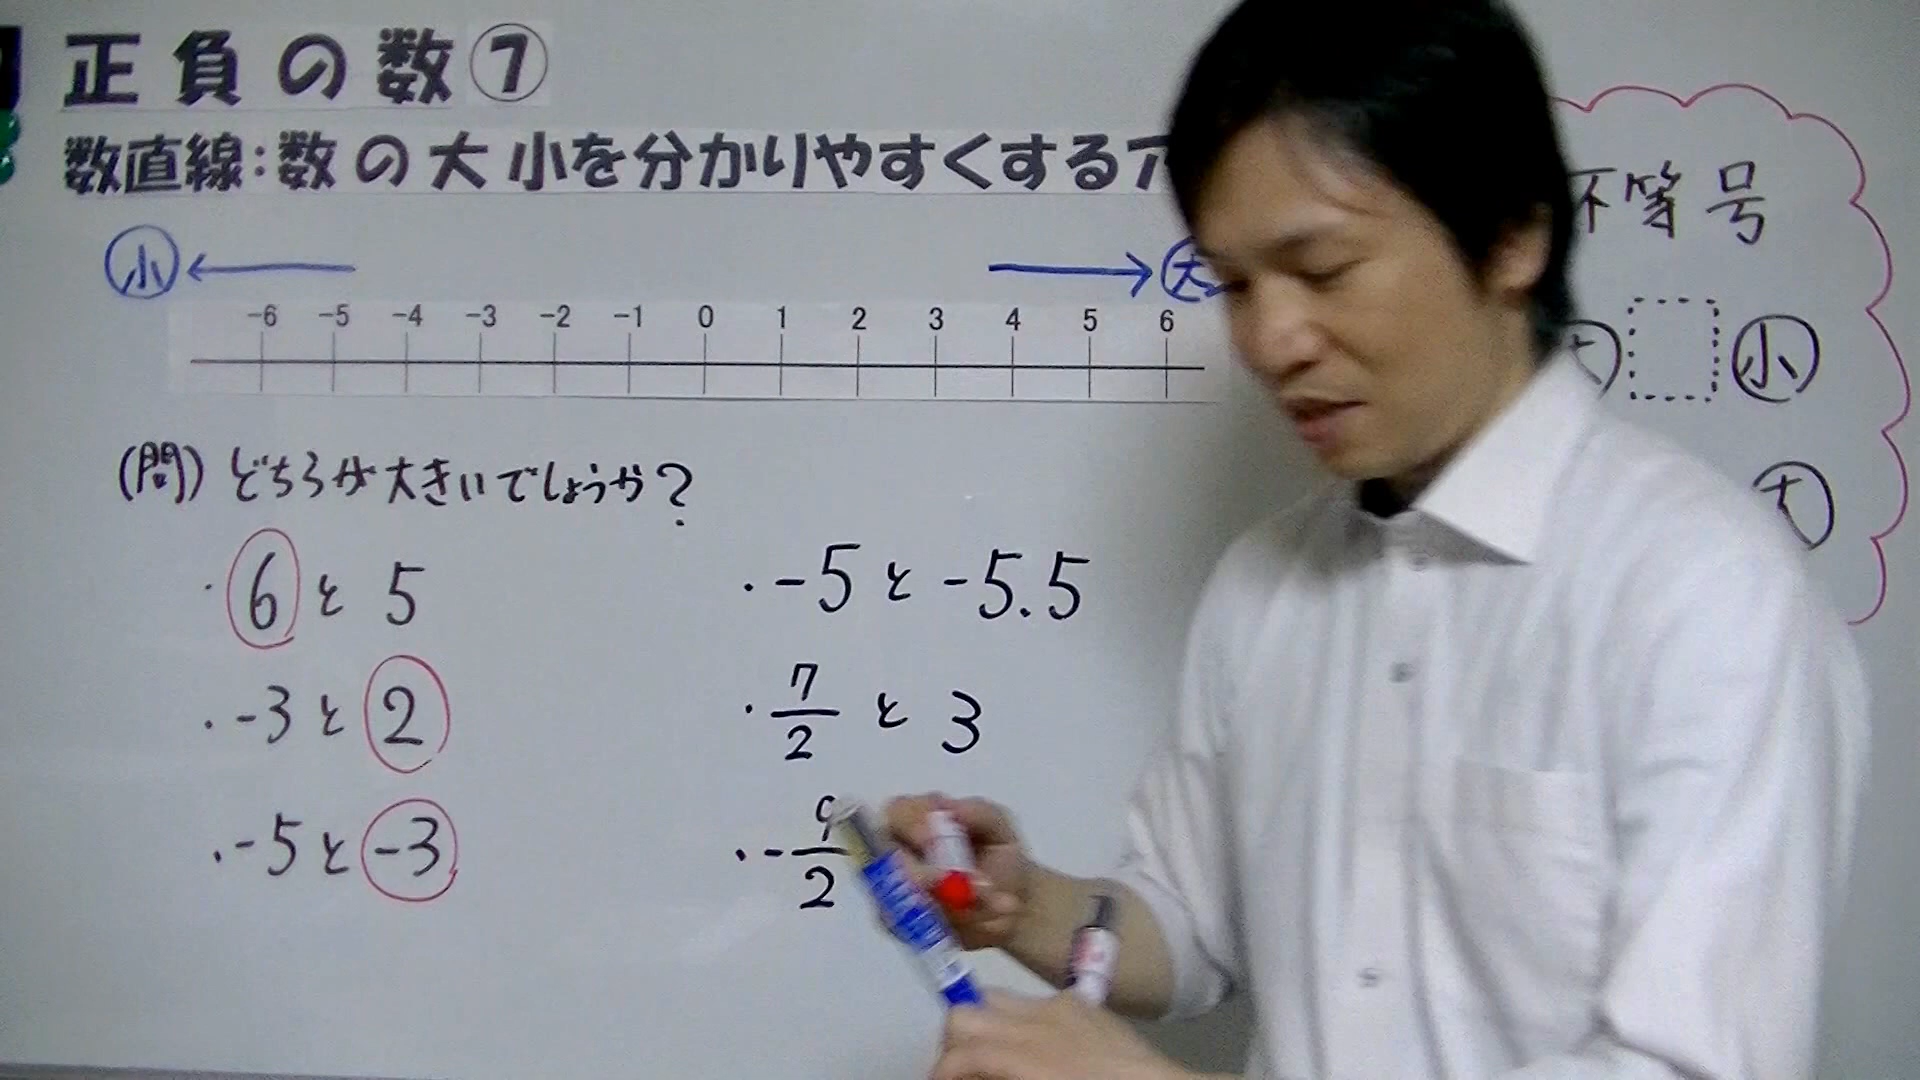 正負の数⑦
数直線:数の大小を分かりやすくする
小 大
-6 -5 -4 -3 -2 -1 0 1 2 3 4 5 6
(問) どちらが大きいでしょうか?
・6と5
・-3と2
・-5と-3
・-5と-5.5
・7/2と3
・-9/2
不等号
大 小
大